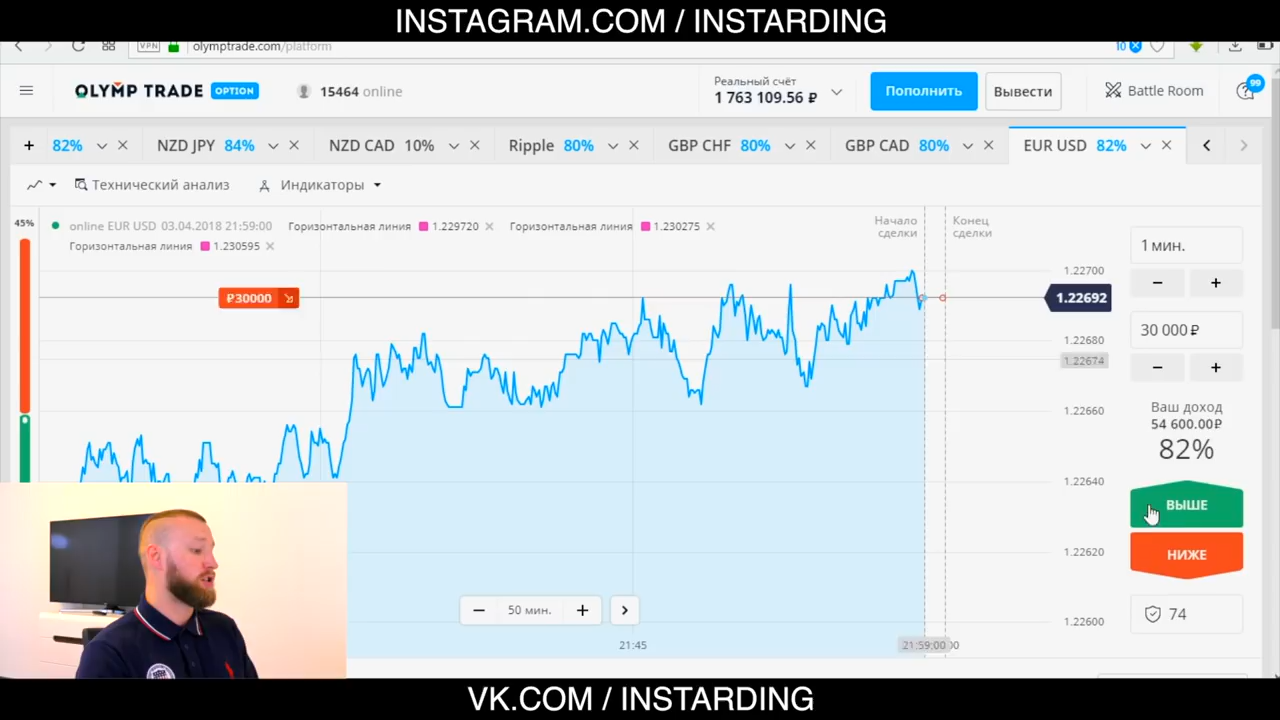 INSTAGRAM.COM / INSTARDING
VPN olymptrade.com/platform 10
OLYMP TRADE OPTION 15464 online Реальный счёт 1 763 109.56 ₽ Пополнить Вывести Battle Room 99
+ 82% NZD JPY 84% NZD CAD 10% Ripple 80% GBP CHF 80% GBP CAD 80% EUR USD 82%
Технический анализ Индикаторы
45% online EUR USD 03.04.2018 21:59:00 Горизонтальная линия 1.229720 Горизонтальная линия 1.230275
Горизонтальная линия 1.230595
Начало сделки
Конец сделки
1 мин.
− +
₽30000
1.22700
1.22692
1.22680
1.22674
1.22660
1.22640
1.22620
1.22600
30 000 ₽
− +
Ваш доход
54 600.00₽
82%
ВЫШЕ
НИЖЕ
74
− 50 мин. +
21:45 21:59:00
VK.COM / INSTARDING